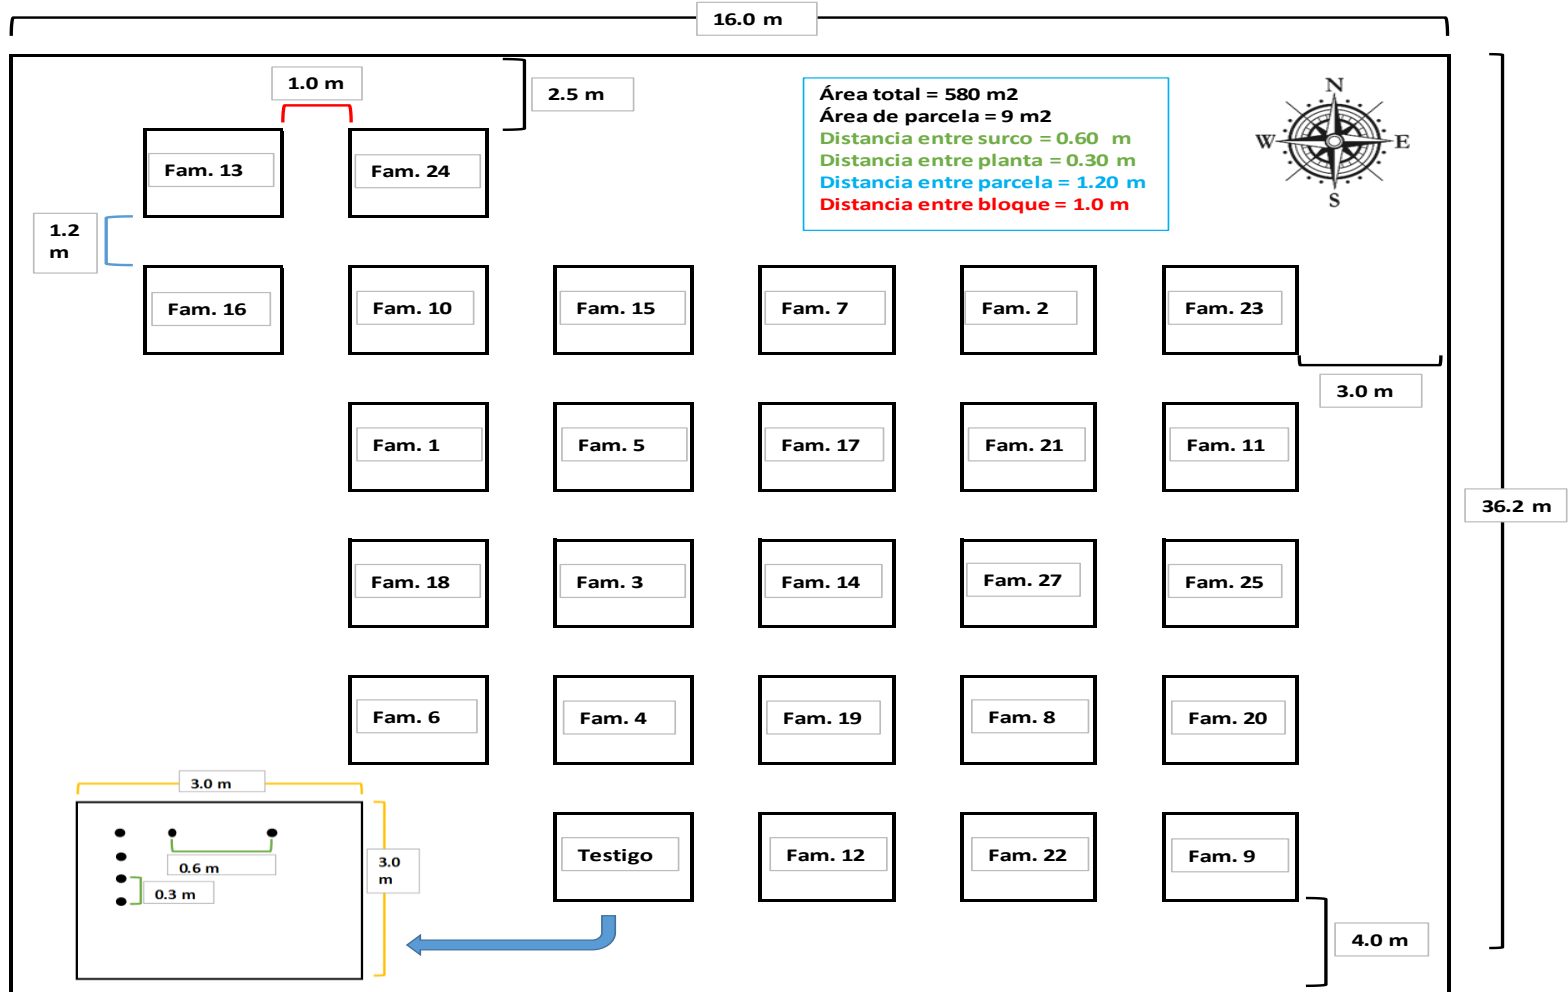 16.0 m
1.0 m
2.5 m
Área total = 580 m2
Área de parcela = 9 m2
Distancia entre surco = 0.60 m
Distancia entre planta = 0.30 m
Distancia entre parcela = 1.20 m
Distancia entre bloque = 1.0 m
N
W
E
S
Fam. 13
Fam. 24
1.2
m
Fam. 16
Fam. 10
Fam. 15
Fam. 7
Fam. 2
Fam. 23
3.0 m
Fam. 1
Fam. 5
Fam. 17
Fam. 21
Fam. 11
36.2 m
Fam. 18
Fam. 3
Fam. 14
Fam. 27
Fam. 25
Fam. 6
Fam. 4
Fam. 19
Fam. 8
Fam. 20
3.0 m
0.6 m
0.3 m
3.0
m
Testigo
Fam. 12
Fam. 22
Fam. 9
4.0 m